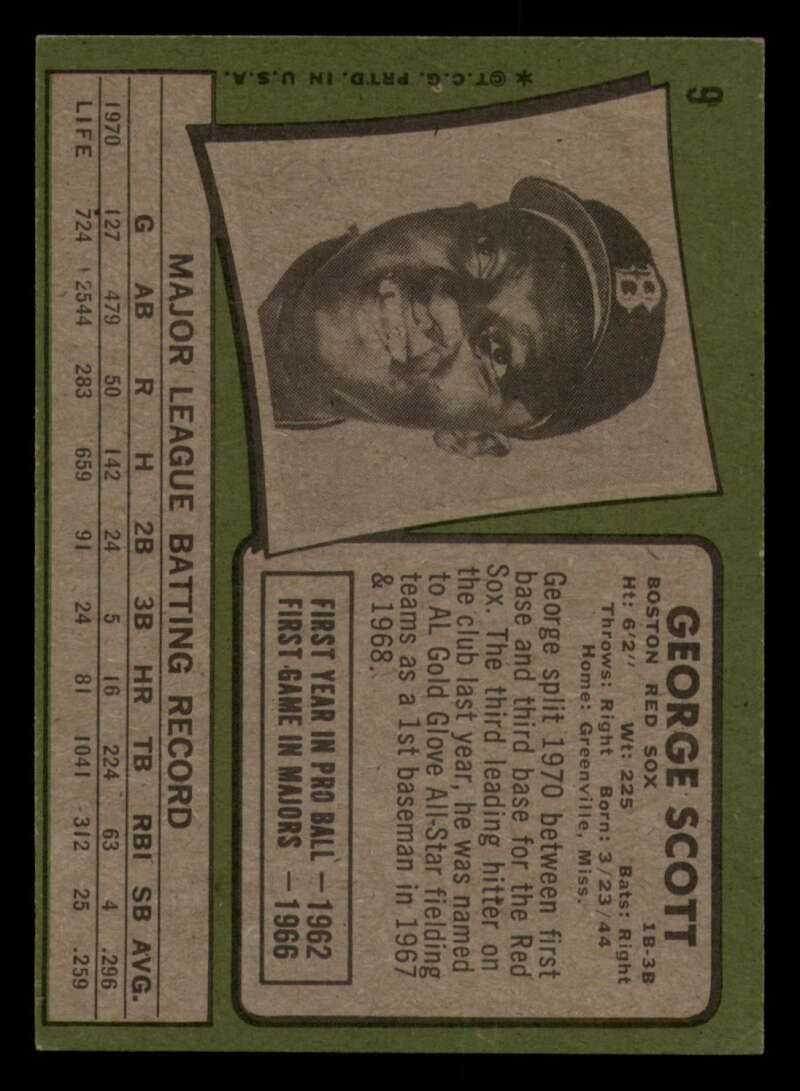 9
*©T.C.G. PRTD. IN U.S.A.
B
GEORGE SCOTT
BOSTON RED SOX 1B-3B
Ht: 6'2" Wt: 225 Bats: Right
Throws: Right Born: 3/23/44
Home: Greenville, Miss.
George split 1970 between first
base and third base for the Red
Sox. The third leading hitter on
the club last year, he was named
to AL Gold Glove All-Star fielding
teams as a 1st baseman in 1967
& 1968.
FIRST YEAR IN PRO BALL — 1962
FIRST GAME IN MAJORS — 1966
MAJOR LEAGUE BATTING RECORD
G AB R H 2B 3B HR TB RBI SB AVG.
1970 127 479 50 142 24 5 16 224 63 4 .296
LIFE 724 2544 283 659 91 24 81 1041 312 25 .259